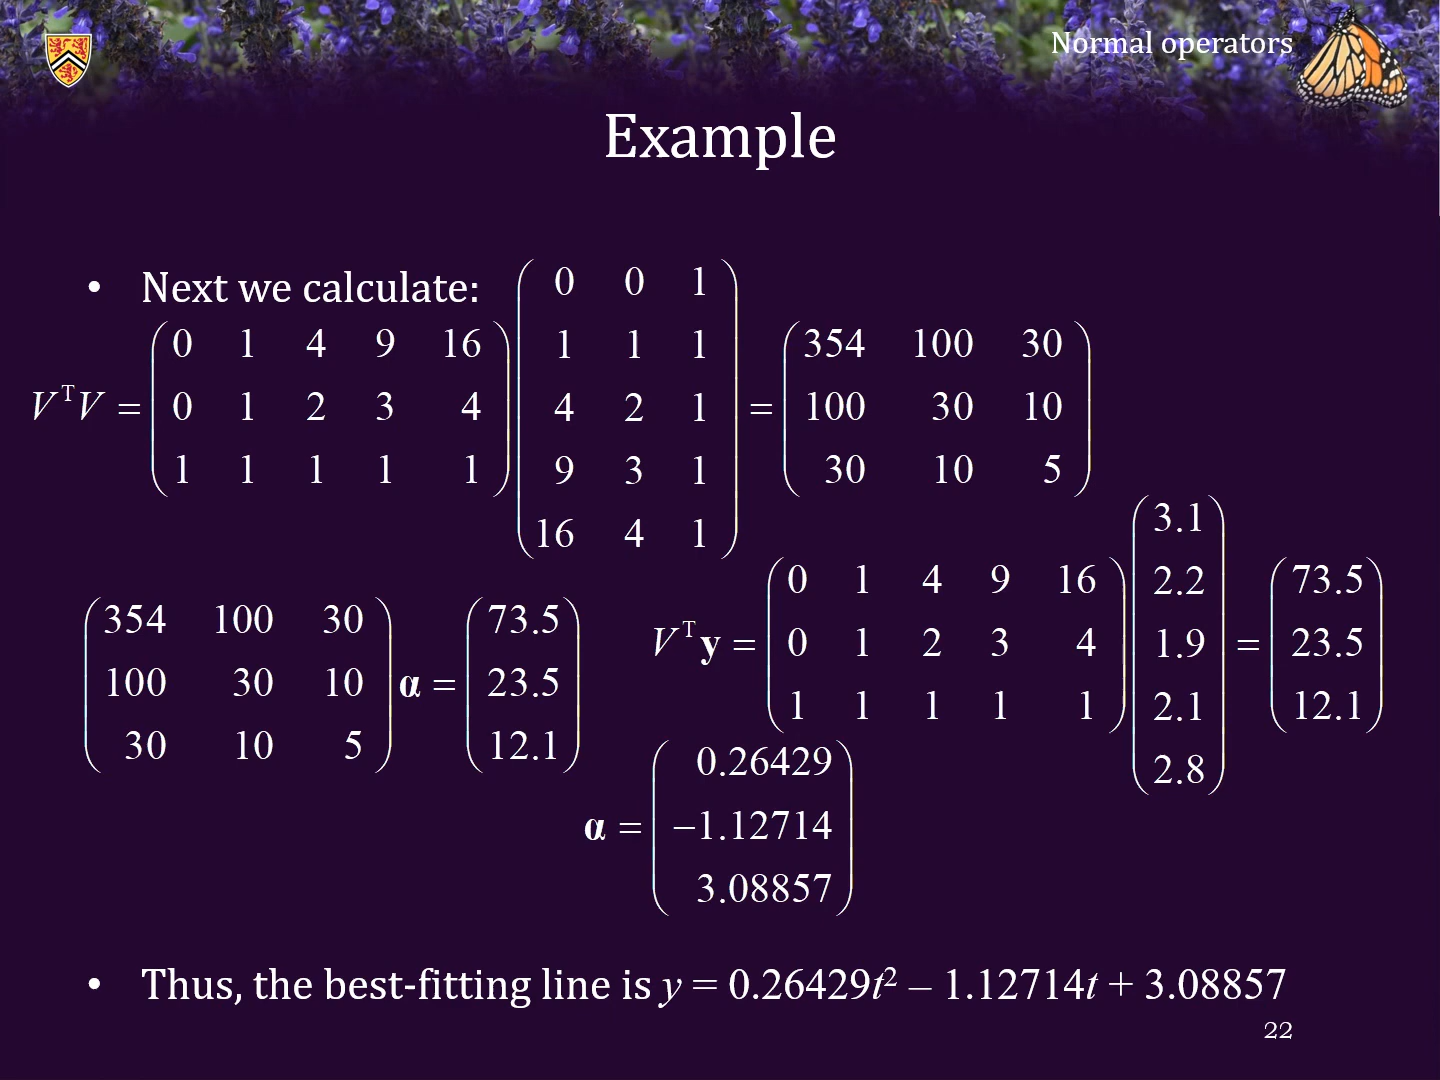 Normal operators
Example
• Next we calculate:
V^T V = (0 1 4 9 16; 0 1 2 3 4; 1 1 1 1 1) (0 0 1; 1 1 1; 4 2 1; 9 3 1; 16 4 1) = (354 100 30; 100 30 10; 30 10 5)
(354 100 30; 100 30 10; 30 10 5) α = (73.5; 23.5; 12.1)
V^T y = (0 1 4 9 16; 0 1 2 3 4; 1 1 1 1 1) (3.1; 2.2; 1.9; 2.1; 2.8) = (73.5; 23.5; 12.1)
α = (0.26429; −1.12714; 3.08857)
• Thus, the best-fitting line is y = 0.26429t² – 1.12714t + 3.08857
22